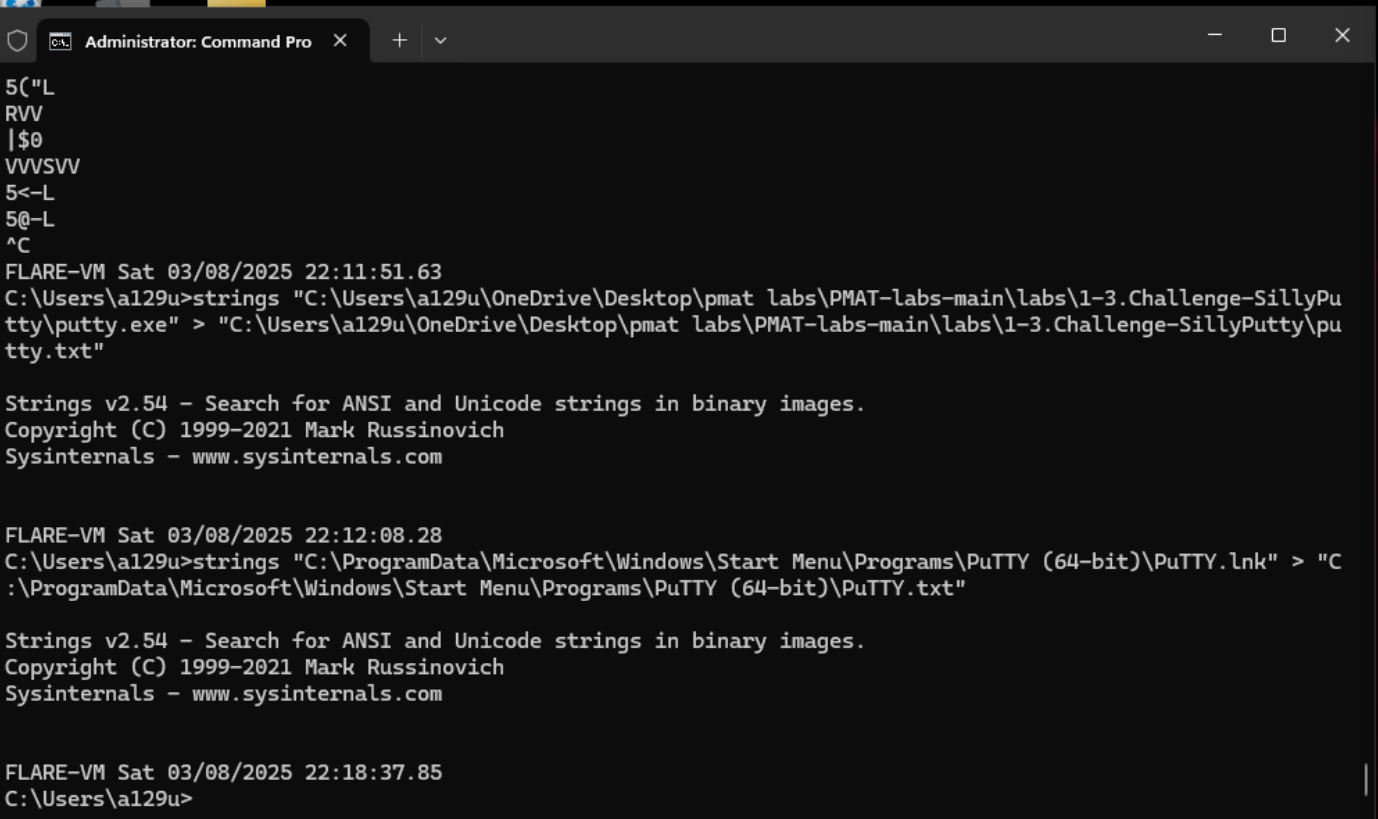 Administrator: Command Pro
5("L
RVV
|$0
VVVSVV
5<-L
5@-L
^C
FLARE-VM Sat 03/08/2025 22:11:51.63
C:\Users\a129u>strings "C:\Users\a129u\OneDrive\Desktop\pmat labs\PMAT-labs-main\labs\1-3.Challenge-SillyPu
tty\putty.exe" > "C:\Users\a129u\OneDrive\Desktop\pmat labs\PMAT-labs-main\labs\1-3.Challenge-SillyPutty\pu
tty.txt"
Strings v2.54 - Search for ANSI and Unicode strings in binary images.
Copyright (C) 1999-2021 Mark Russinovich
Sysinternals - www.sysinternals.com
FLARE-VM Sat 03/08/2025 22:12:08.28
C:\Users\a129u>strings "C:\ProgramData\Microsoft\Windows\Start Menu\Programs\PuTTY (64-bit)\PuTTY.lnk" > "C
:\ProgramData\Microsoft\Windows\Start Menu\Programs\PuTTY (64-bit)\PuTTY.txt"
Strings v2.54 - Search for ANSI and Unicode strings in binary images.
Copyright (C) 1999-2021 Mark Russinovich
Sysinternals - www.sysinternals.com
FLARE-VM Sat 03/08/2025 22:18:37.85
C:\Users\a129u>